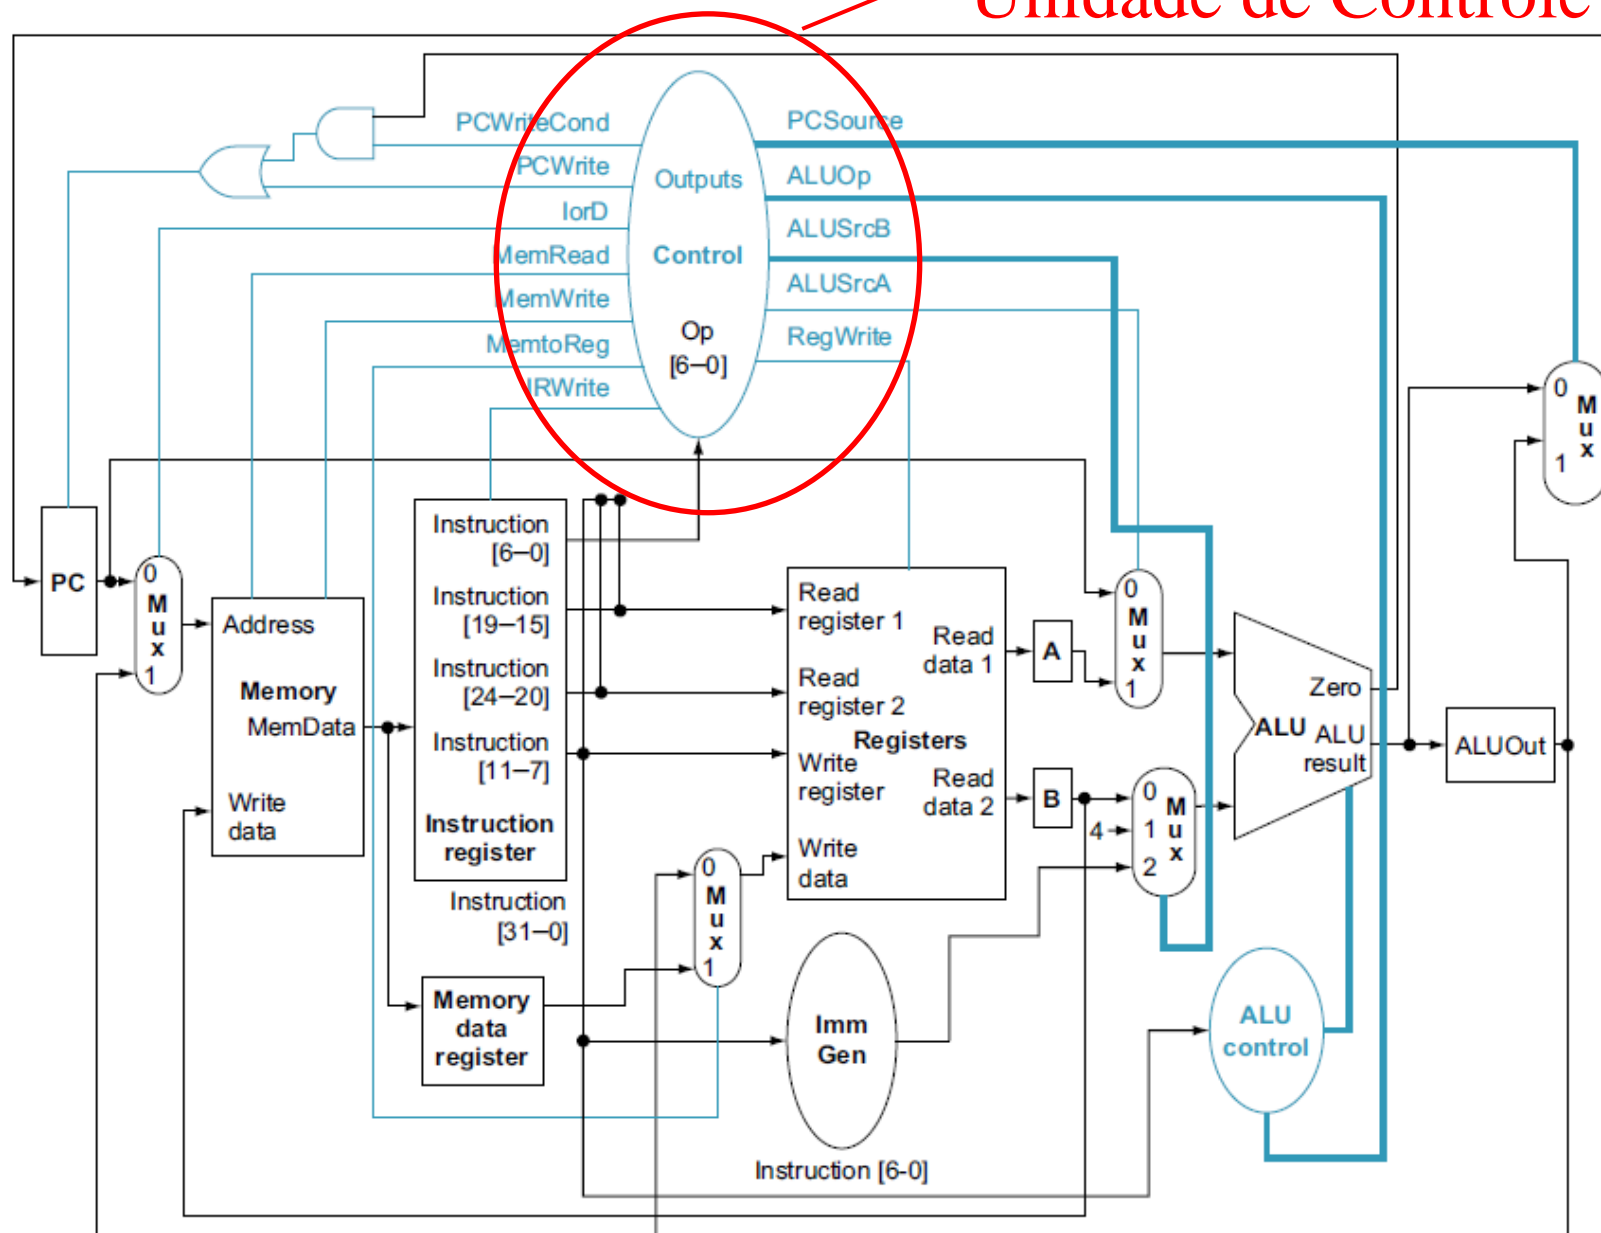 Unidade de Controle
PCWriteCond
PCWrite
IorD
MemRead
MemWrite
MemtoReg
IRWrite
Outputs
Control
Op
[6–0]
PCSource
ALUOp
ALUSrcB
ALUSrcA
RegWrite
0
M
u
x
1
PC
0
M
u
x
1
Address
Memory
MemData
Write
data
Instruction
[6–0]
Instruction
[19–15]
Instruction
[24–20]
Instruction
[11–7]
Instruction
register
Instruction
[31–0]
Memory
data
register
0
M
u
x
1
Read
register 1
Read
register 2
Registers
Write
register
Write
data
Read
data 1
Read
data 2
A
B
0
M
u
x
1
4
0
1
2
M
u
x
Zero
ALU
ALU
result
ALUOut
Imm
Gen
ALU
control
Instruction [6-0]